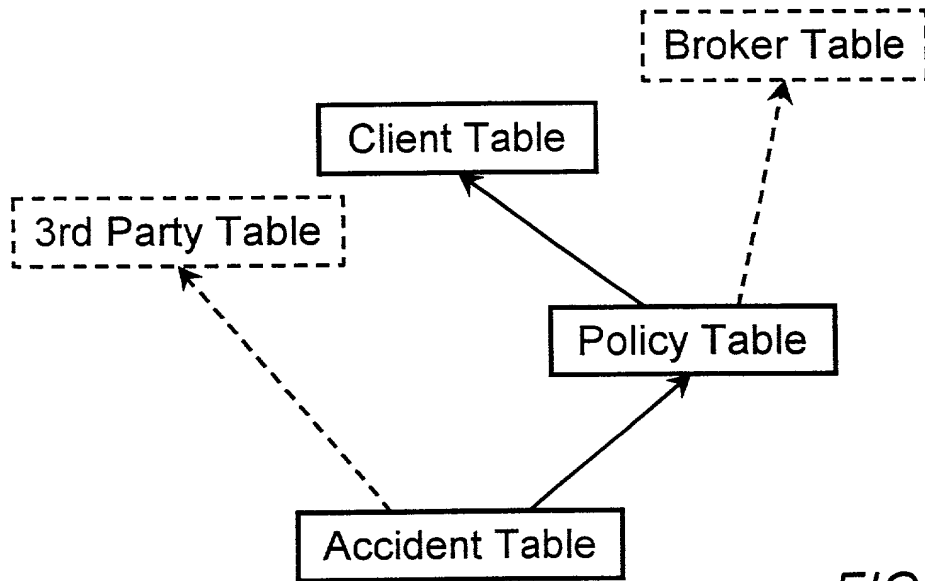 Broker Table
Client Table
3rd Party Table
Policy Table
Accident Table